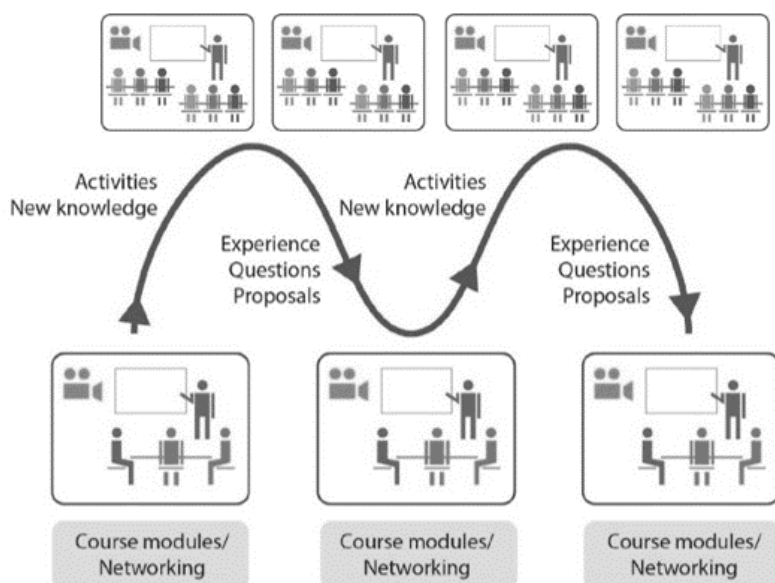 Activities
New knowledge
Experience
Questions
Proposals
Activities
New knowledge
Experience
Questions
Proposals
Course modules/
Networking
Course modules/
Networking
Course modules/
Networking